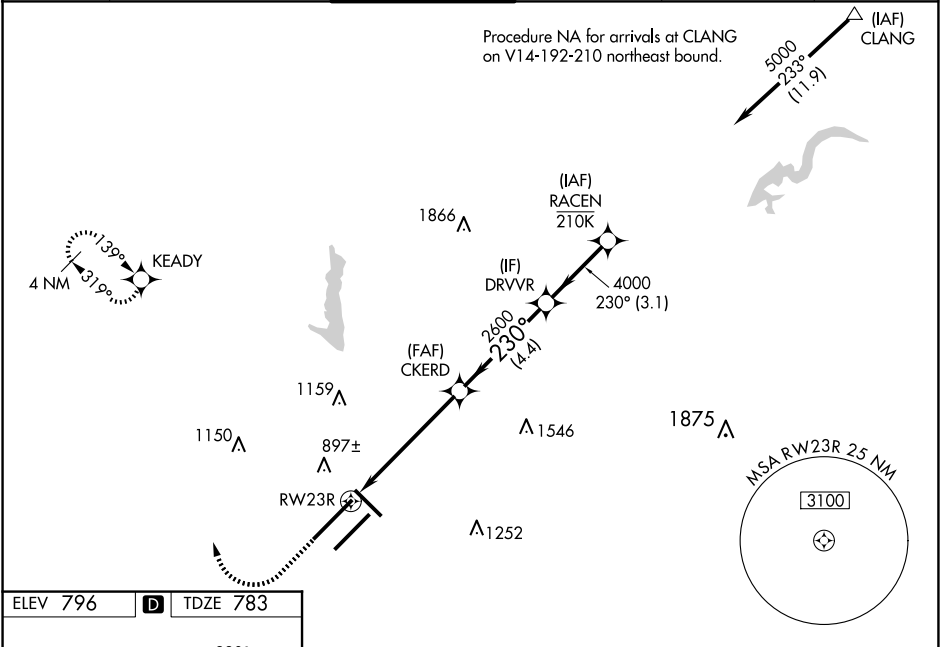 Procedure NA for arrivals at CLANG
on V14-192-210 northeast bound.
(IAF)
CLANG
5000
233°
(11.9)
(IAF)
RACEN
210K
1866
139°
KEADY
4 NM
319°
(IF)
DRVVR
4000
230° (3.1)
2600
230°
(4.4)
(FAF)
CKERD
1159
1546
1875
1150
897±
MSA RW23R 25 NM
3100
RW23R
1252
ELEV 796
D
TDZE 783